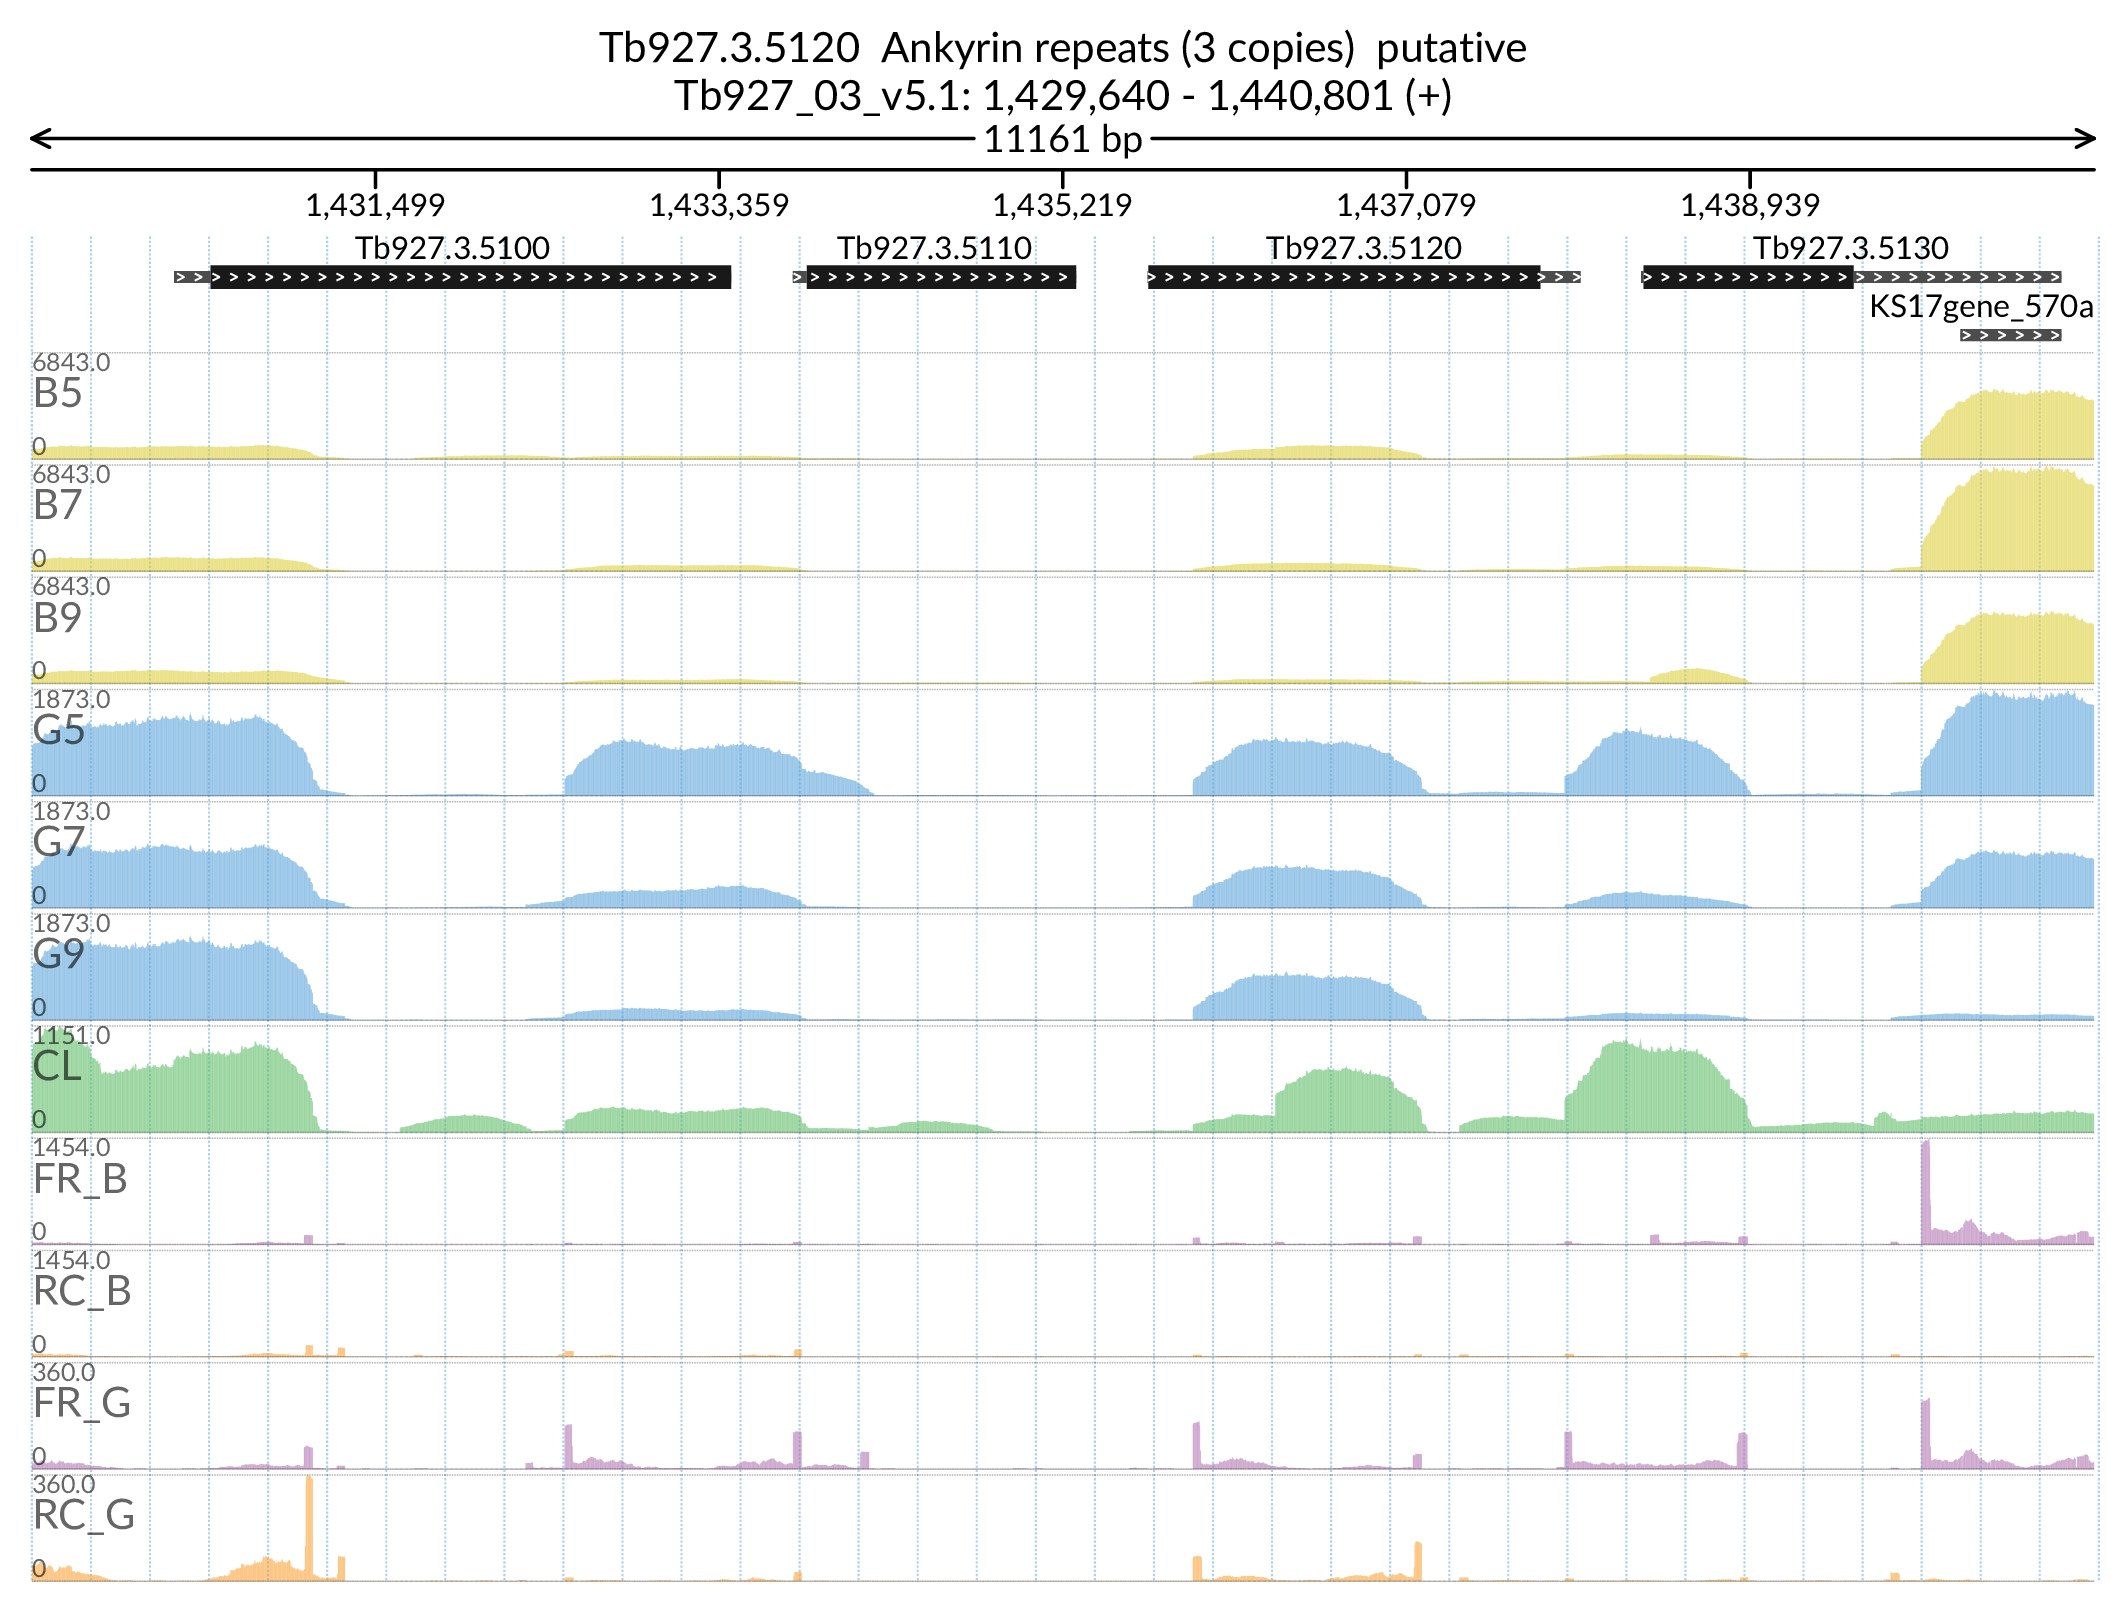 Tb927.3.5120  Ankyrin repeats (3 copies)  putative
Tb927_03_v5.1: 1,429,640 - 1,440,801 (+)
11161 bp
1,431,499 1,433,359 1,435,219 1,437,079 1,438,939
Tb927.3.5100 Tb927.3.5110 Tb927.3.5120 Tb927.3.5130
KS17gene_570a
6843.0
B5
0
6843.0
B7
0
6843.0
B9
0
1873.0
G5
0
1873.0
G7
0
1873.0
G9
0
1151.0
CL
0
1454.0
FR_B
0
1454.0
RC_B
0
360.0
FR_G
0
360.0
RC_G
0